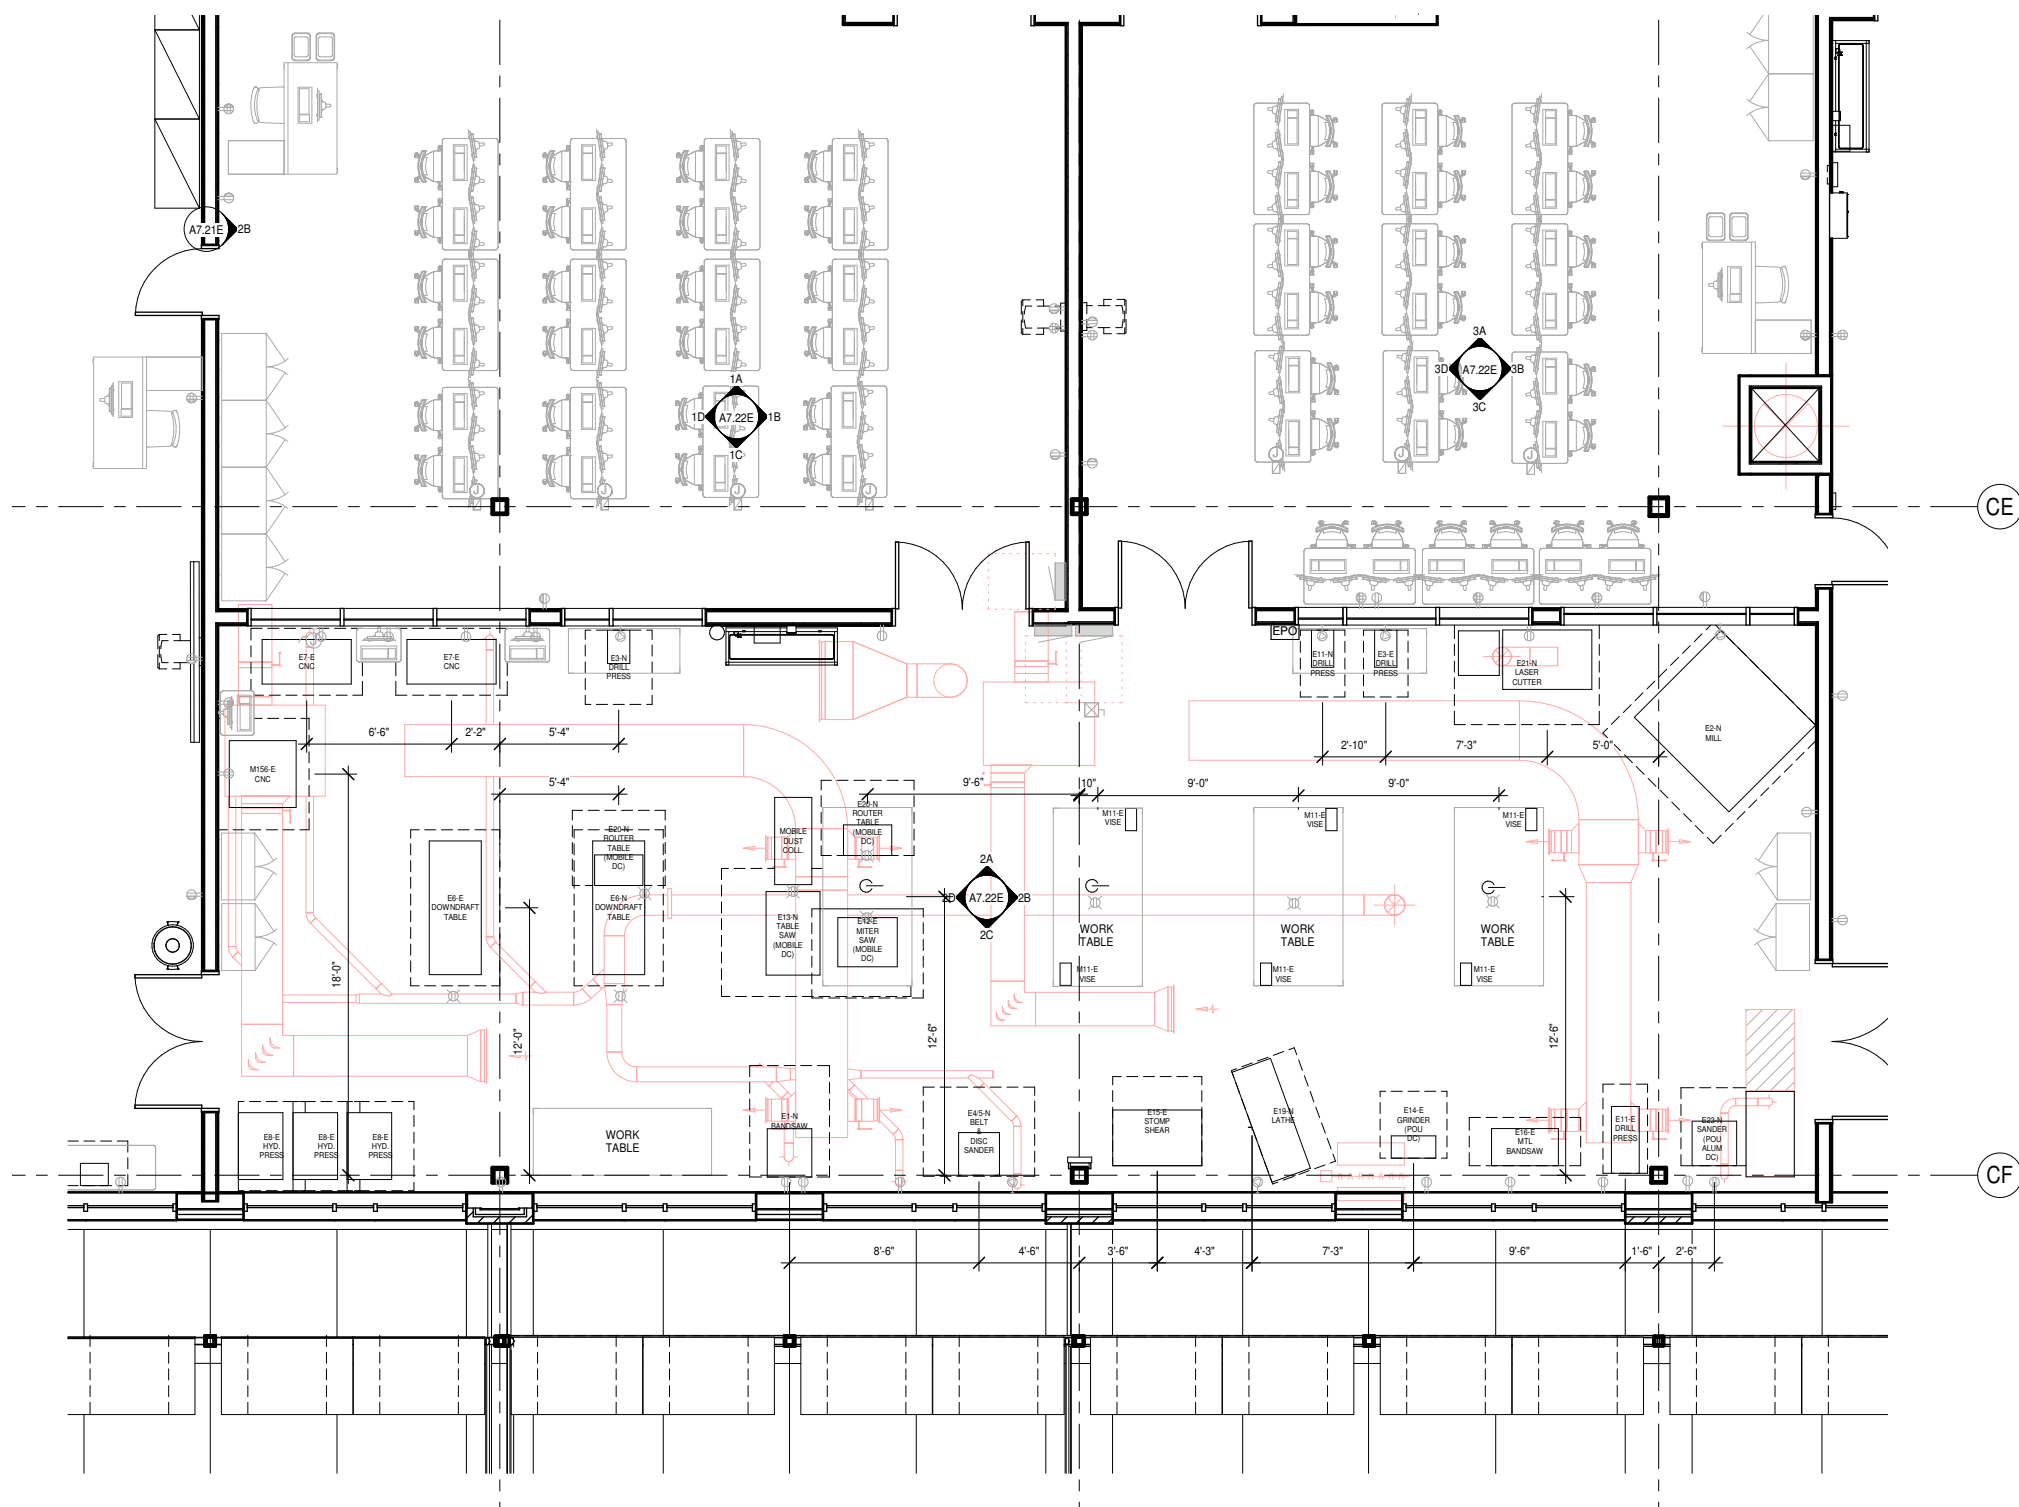 A7.21E
2B
1A
1D
A7.22E
1B
1C
3A
3D
A7.22E
3B
3C
J
J
J
J
J
J
J
CE
EPO
E7-E
CNC
E7-E
CNC
E3-N
DRILL
PRESS
E11-N
DRILL
PRESS
E3-E
DRILL
PRESS
E21-N
LASER
CUTTER
E2-N
MILL
6'-6"
2'-2"
5'-4"
2'-10"
7'-3"
5'-0"
M156-E
CNC
5'-4"
9'-6"
10"
9'-0"
9'-0"
MOBILE
DUST
COLL.
E20-N
ROUTER
TABLE
(MOBILE
DC)
M11-E
VISE
M11-E
VISE
M11-E
VISE
E20-N
ROUTER
TABLE
(MOBILE
DC)
E6-E
DOWNDRAFT
TABLE
E6-N
DOWNDRAFT
TABLE
E13-N
TABLE
SAW
(MOBILE
DC)
E12-E
MITER
SAW
(MOBILE
DC)
2A
2D
A7.22E
2B
2C
WORK
TABLE
WORK
TABLE
WORK
TABLE
M11-E
VISE
M11-E
VISE
M11-E
VISE
18'-0"
12'-0"
12'-6"
12'-6"
E8-E
HYD.
PRESS
E8-E
HYD.
PRESS
E8-E
HYD.
PRESS
WORK
TABLE
E1-N
BANDSAW
E4/5-N
BELT
&
DISC
SANDER
E15-E
STOMP
SHEAR
E19-N
LATHE
E14-E
GRINDER
(POU
DC)
E16-E
MTL
BANDSAW
E11-E
DRILL
PRESS
E23-N
SANDER
(POU
ALUM
DC)
CF
8'-6"
4'-6"
3'-6"
4'-3"
7'-3"
9'-6"
1'-6"
2'-6"